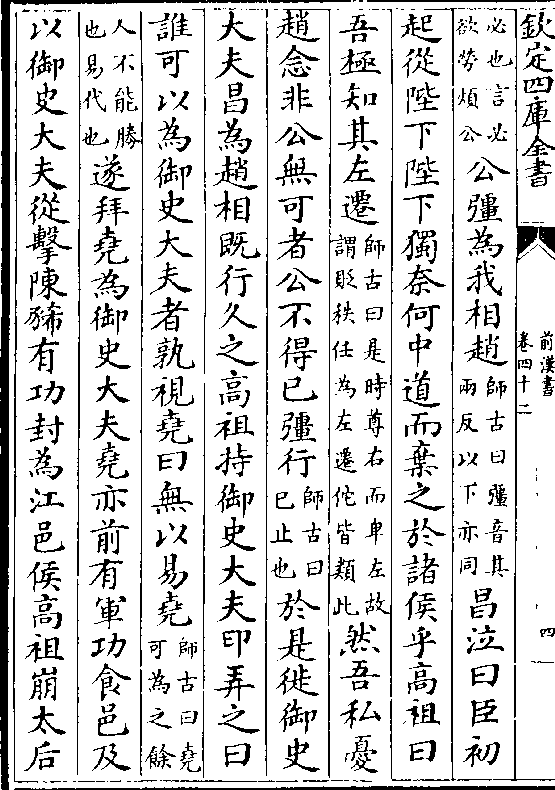 欽定四庫全書
前漢書
卷四十二
四
必也言必欲勞煩公公彊為我相趙師古曰彊音其兩反以下亦同昌泣曰臣初
起從陛下陛下獨奈何中道而棄之於諸侯乎高祖曰
吾極知其左遷師古曰是時尊右而卑左故謂貶秩任為左遷佗皆類此然吾私憂
趙念非公無可者公不得已彊行師古曰已止也於是徙御史
大夫昌為趙相既行久之高祖持御史大夫印弄之曰
誰可以為御史大夫者孰視堯曰無以易堯師古曰堯可為之餘
人不能勝也易代也遂拜堯為御史大夫堯亦前有軍功食邑及
以御史大夫從擊陳豨有功封為江邑侯高祖崩太后